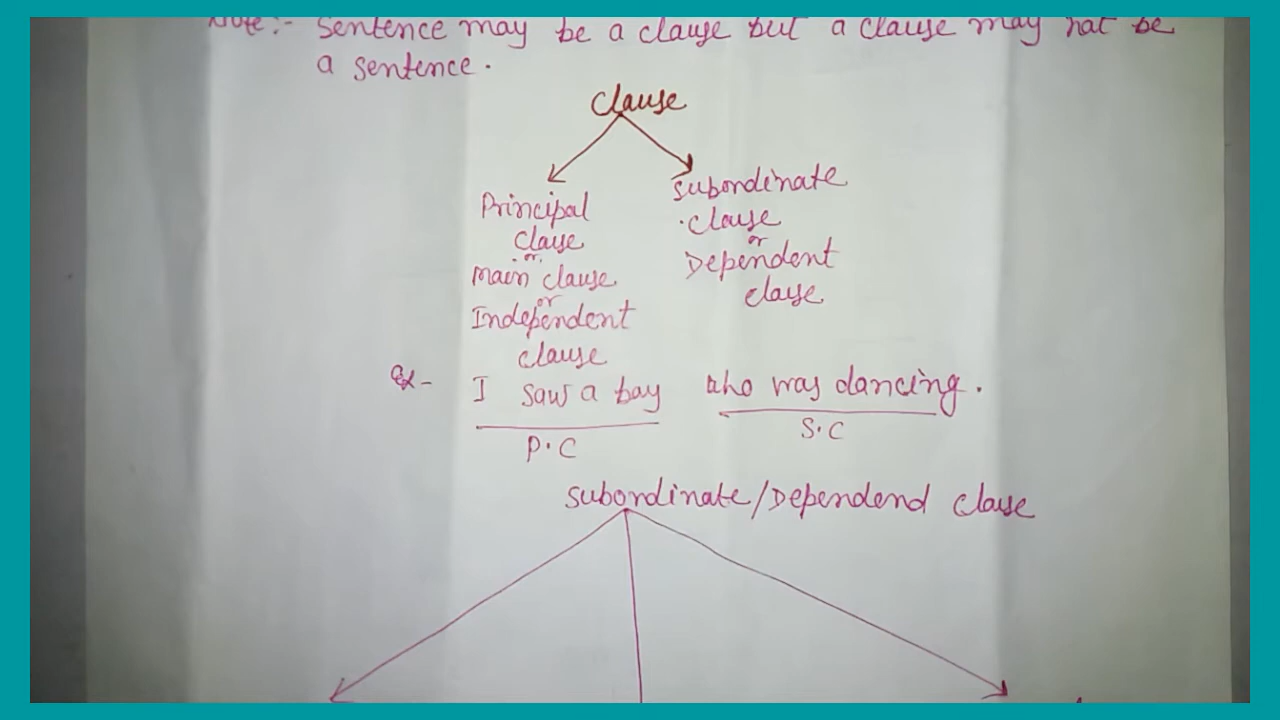 Note:- Sentence may be a clause but a clause may not be
a sentence.
Clause
Principal
clause
or
Main clause
or
Independent
clause
Subordinate
clause
or
Dependent
clause
Ex- I saw a boy who was dancing.
P.C S.C
Subordinate/Dependend clause